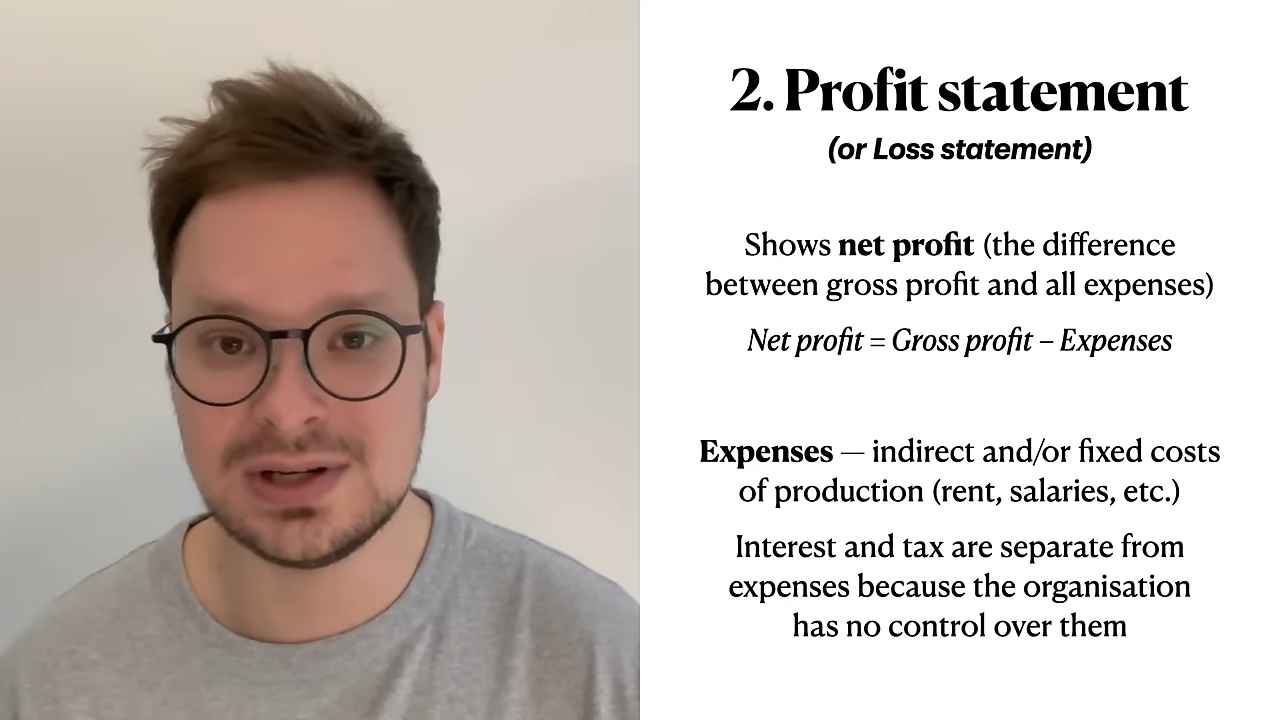 2. Profit statement
(or Loss statement)
Shows net profit (the difference
between gross profit and all expenses)
Net profit = Gross profit – Expenses
Expenses — indirect and/or fixed costs
of production (rent, salaries, etc.)
Interest and tax are separate from
expenses because the organisation
has no control over them